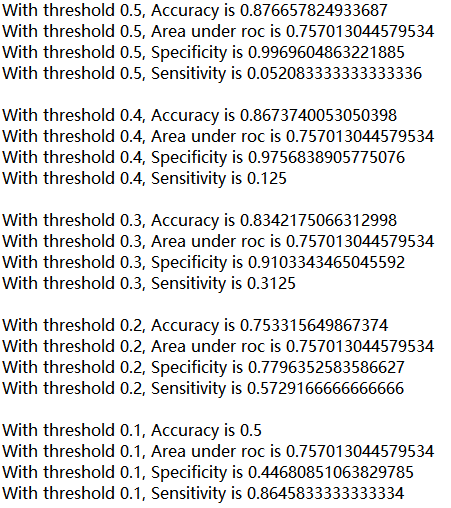 With threshold 0.5, Accuracy is 0.876657824933687
With threshold 0.5, Area under roc is 0.757013044579534
With threshold 0.5, Specificity is 0.9969604863221885
With threshold 0.5, Sensitivity is 0.052083333333333336
With threshold 0.4, Accuracy is 0.8673740053050398
With threshold 0.4, Area under roc is 0.757013044579534
With threshold 0.4, Specificity is 0.9756838905775076
With threshold 0.4, Sensitivity is 0.125
With threshold 0.3, Accuracy is 0.8342175066312998
With threshold 0.3, Area under roc is 0.757013044579534
With threshold 0.3, Specificity is 0.9103343465045592
With threshold 0.3, Sensitivity is 0.3125
With threshold 0.2, Accuracy is 0.753315649867374
With threshold 0.2, Area under roc is 0.757013044579534
With threshold 0.2, Specificity is 0.7796352583586627
With threshold 0.2, Sensitivity is 0.5729166666666666
With threshold 0.1, Accuracy is 0.5
With threshold 0.1, Area under roc is 0.757013044579534
With threshold 0.1, Specificity is 0.44680851063829785
With threshold 0.1, Sensitivity is 0.8645833333333334